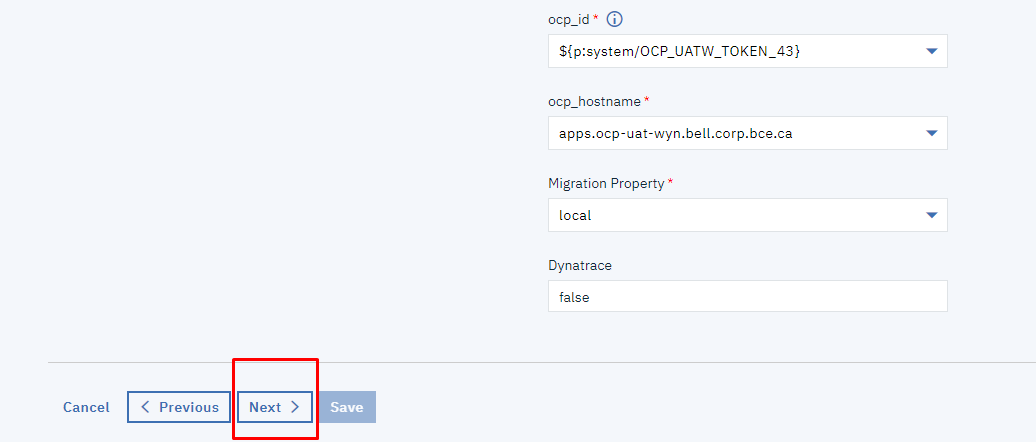 ocp_id *
${p:system/OCP_UATW_TOKEN_43}
ocp_hostname *
apps.ocp-uat-wyn.bell.corp.bce.ca
Migration Property *
local
Dynatrace
false
Cancel Previous Next Save